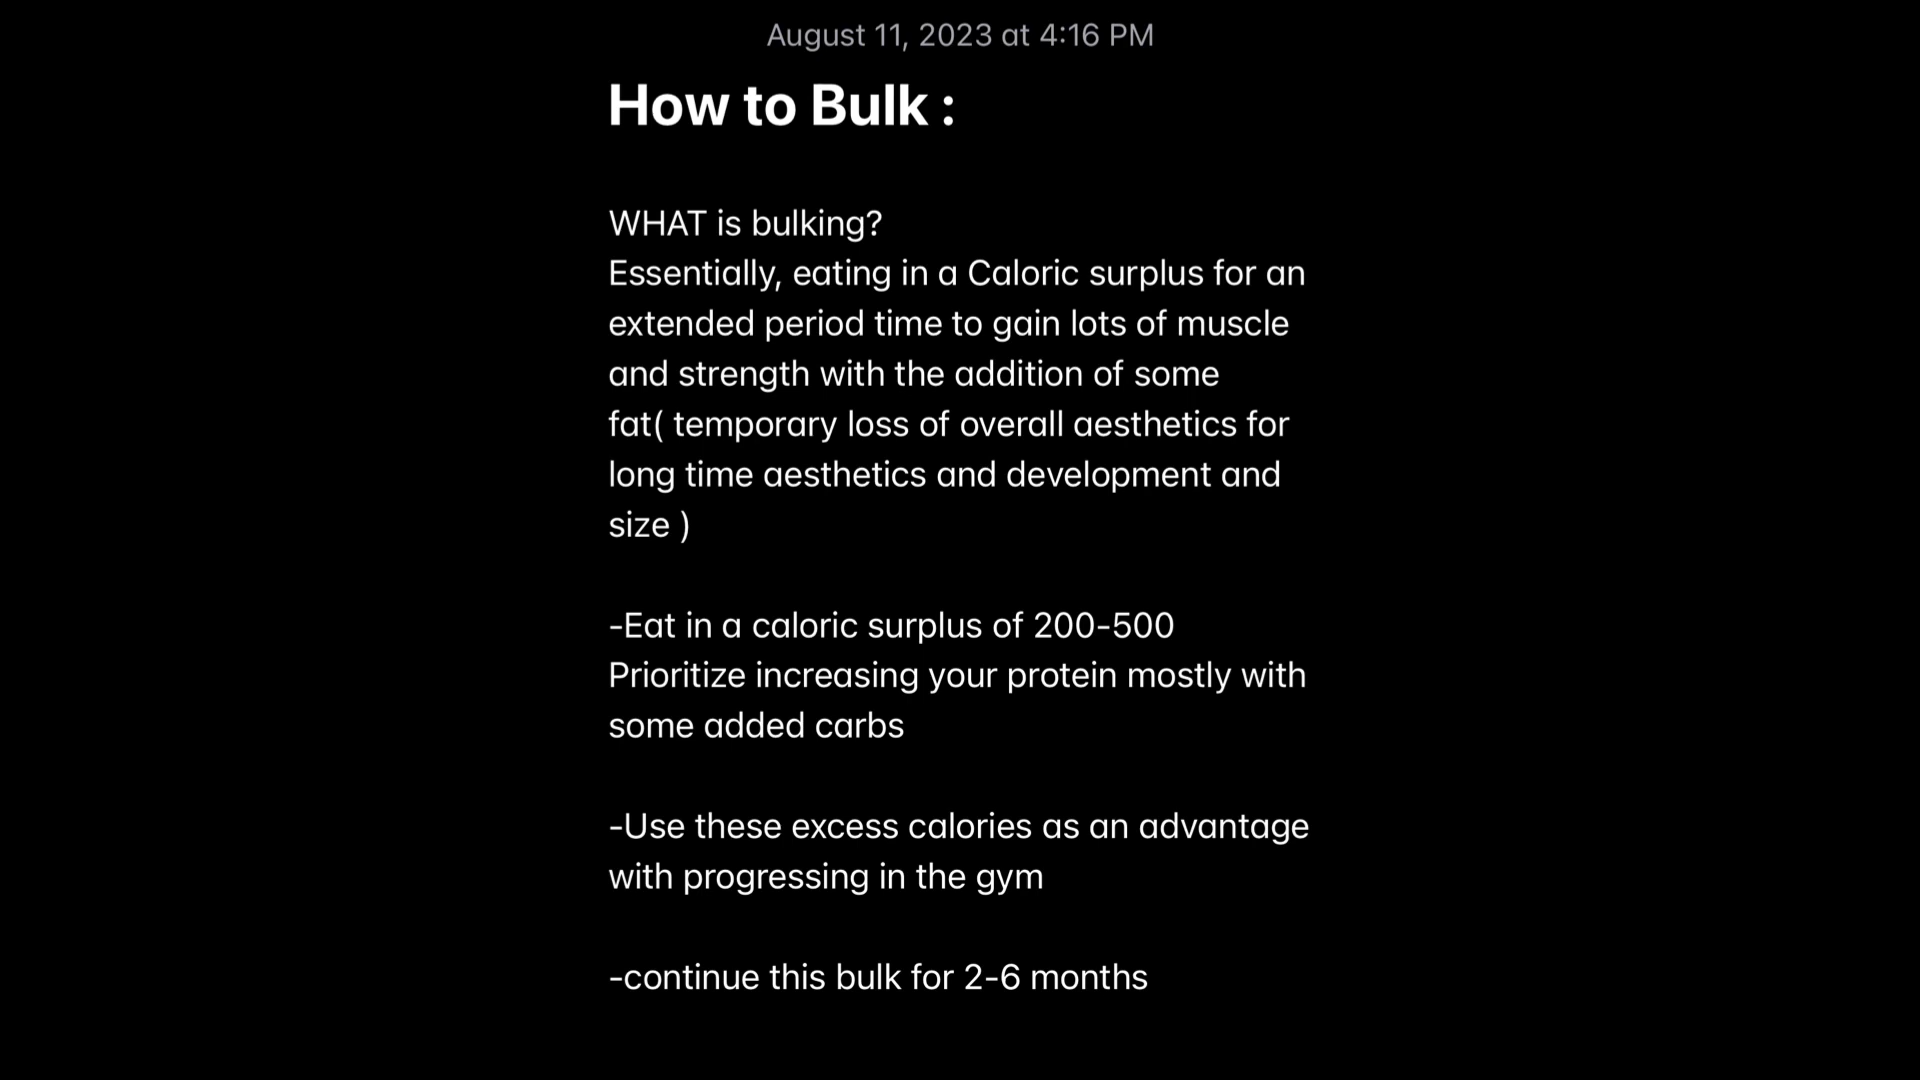 August 11, 2023 at 4:16 PM
How to Bulk :
WHAT is bulking?
Essentially, eating in a Caloric surplus for an
extended period time to gain lots of muscle
and strength with the addition of some
fat( temporary loss of overall aesthetics for
long time aesthetics and development and
size )
-Eat in a caloric surplus of 200-500
Prioritize increasing your protein mostly with
some added carbs
-Use these excess calories as an advantage
with progressing in the gym
-continue this bulk for 2-6 months